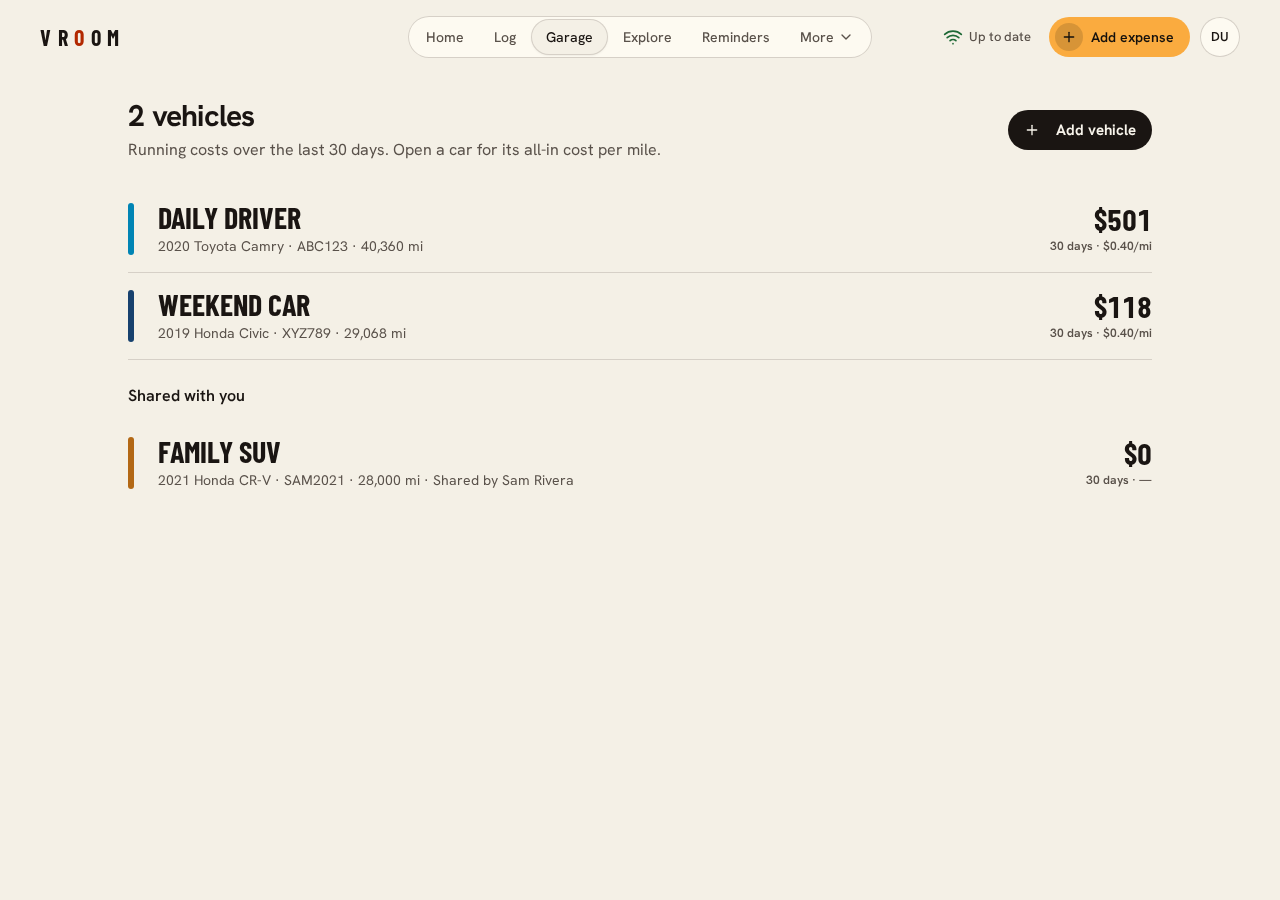 VROOM
Home Log Garage Explore Reminders More
Up to date
Add expense
DU
2 vehicles
Running costs over the last 30 days. Open a car for its all-in cost per mile.
Add vehicle
DAILY DRIVER
2020 Toyota Camry · ABC123 · 40,360 mi
$501
30 days · $0.40/mi
WEEKEND CAR
2019 Honda Civic · XYZ789 · 29,068 mi
$118
30 days · $0.40/mi
Shared with you
FAMILY SUV
2021 Honda CR-V · SAM2021 · 28,000 mi · Shared by Sam Rivera
$0
30 days · —